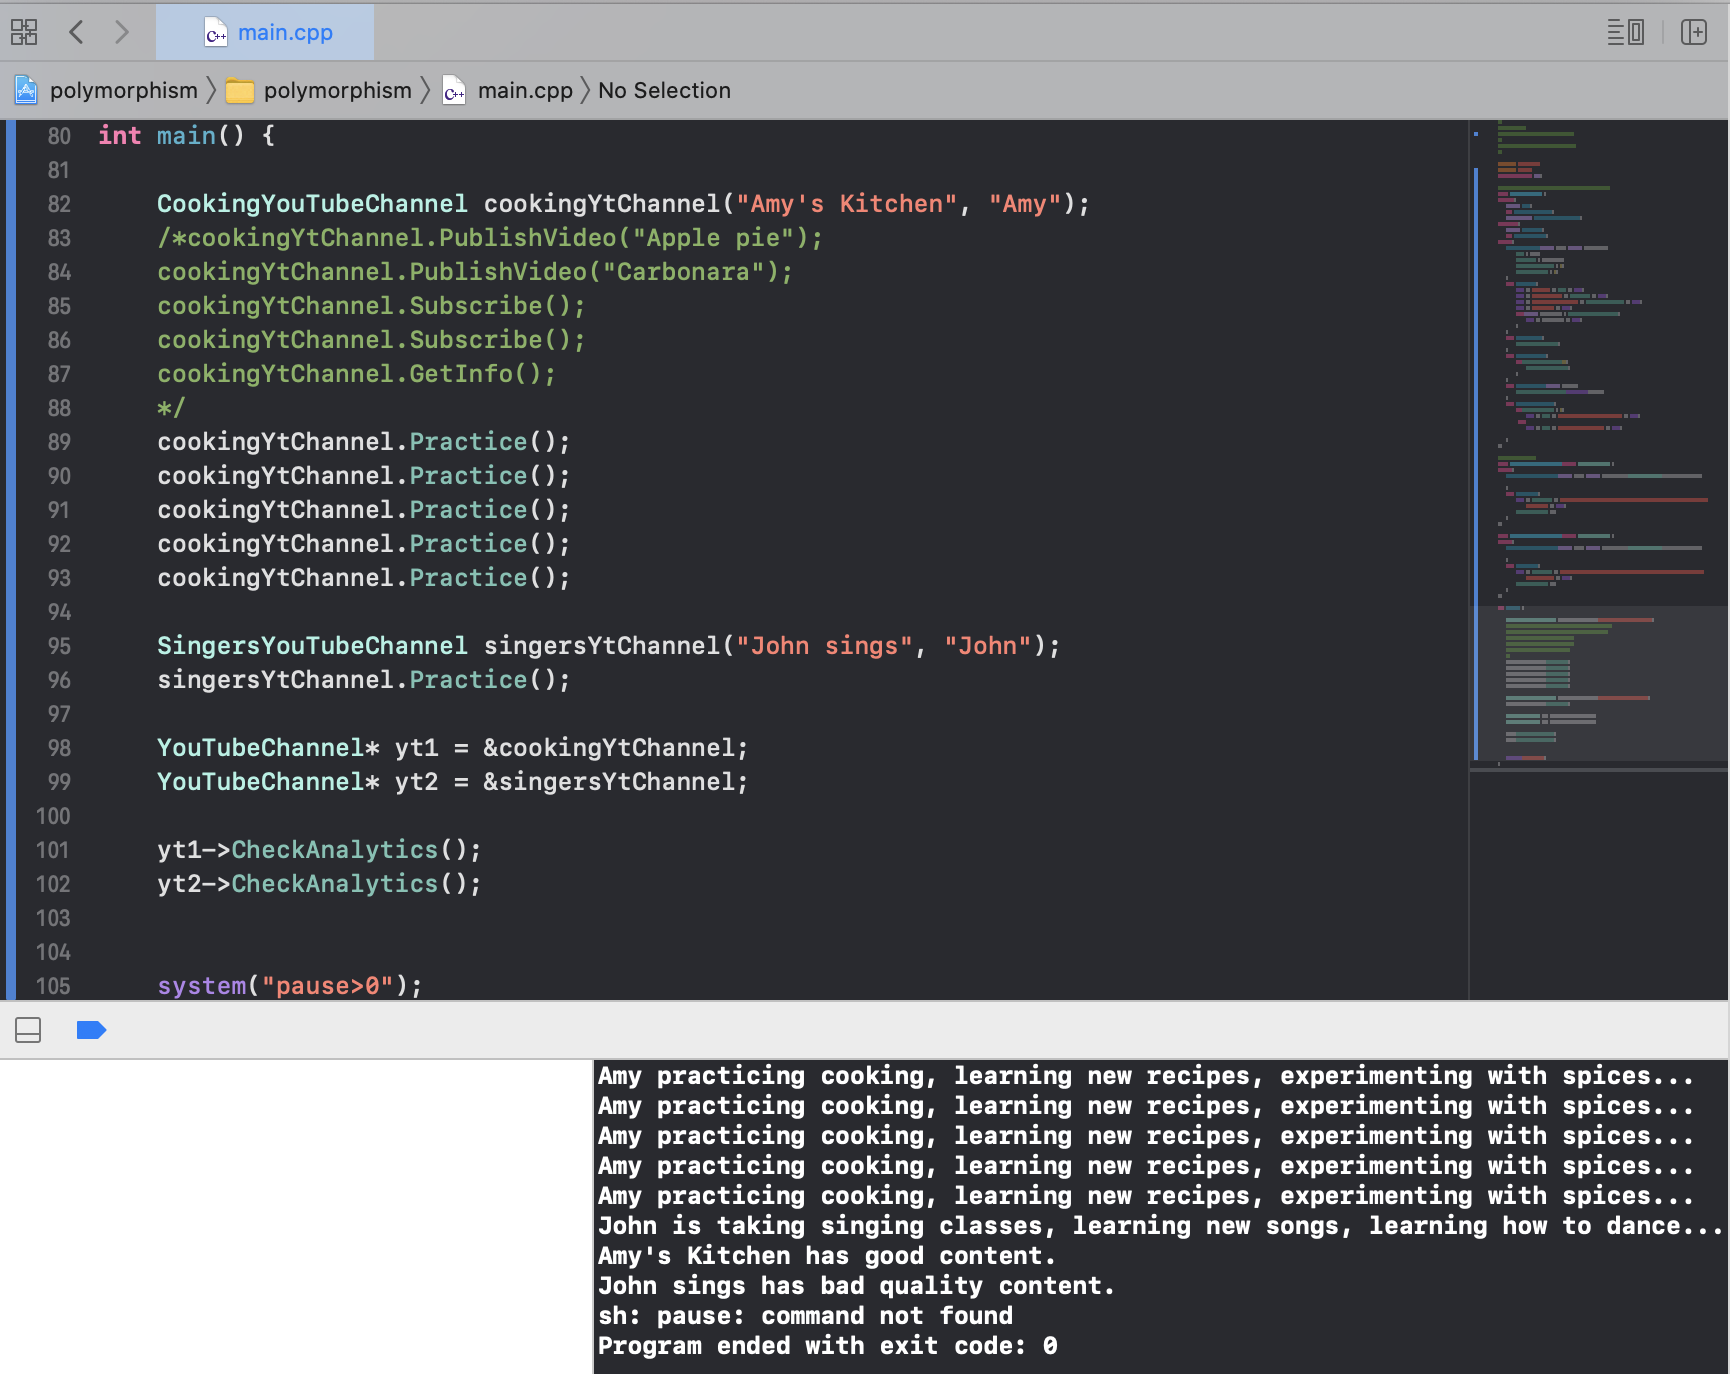 main.cpp
polymorphism polymorphism main.cpp No Selection
80 int main() {
81
82 CookingYouTubeChannel cookingYtChannel("Amy's Kitchen", "Amy");
83 /*cookingYtChannel.PublishVideo("Apple pie");
84 cookingYtChannel.PublishVideo("Carbonara");
85 cookingYtChannel.Subscribe();
86 cookingYtChannel.Subscribe();
87 cookingYtChannel.GetInfo();
88 */
89 cookingYtChannel.Practice();
90 cookingYtChannel.Practice();
91 cookingYtChannel.Practice();
92 cookingYtChannel.Practice();
93 cookingYtChannel.Practice();
94
95 SingersYouTubeChannel singersYtChannel("John sings", "John");
96 singersYtChannel.Practice();
97
98 YouTubeChannel* yt1 = &cookingYtChannel;
99 YouTubeChannel* yt2 = &singersYtChannel;
100
101 yt1->CheckAnalytics();
102 yt2->CheckAnalytics();
103
104
105 system("pause>0");
Amy practicing cooking, learning new recipes, experimenting with spices...
Amy practicing cooking, learning new recipes, experimenting with spices...
Amy practicing cooking, learning new recipes, experimenting with spices...
Amy practicing cooking, learning new recipes, experimenting with spices...
Amy practicing cooking, learning new recipes, experimenting with spices...
John is taking singing classes, learning new songs, learning how to dance...
Amy's Kitchen has good content.
John sings has bad quality content.
sh: pause: command not found
Program ended with exit code: 0